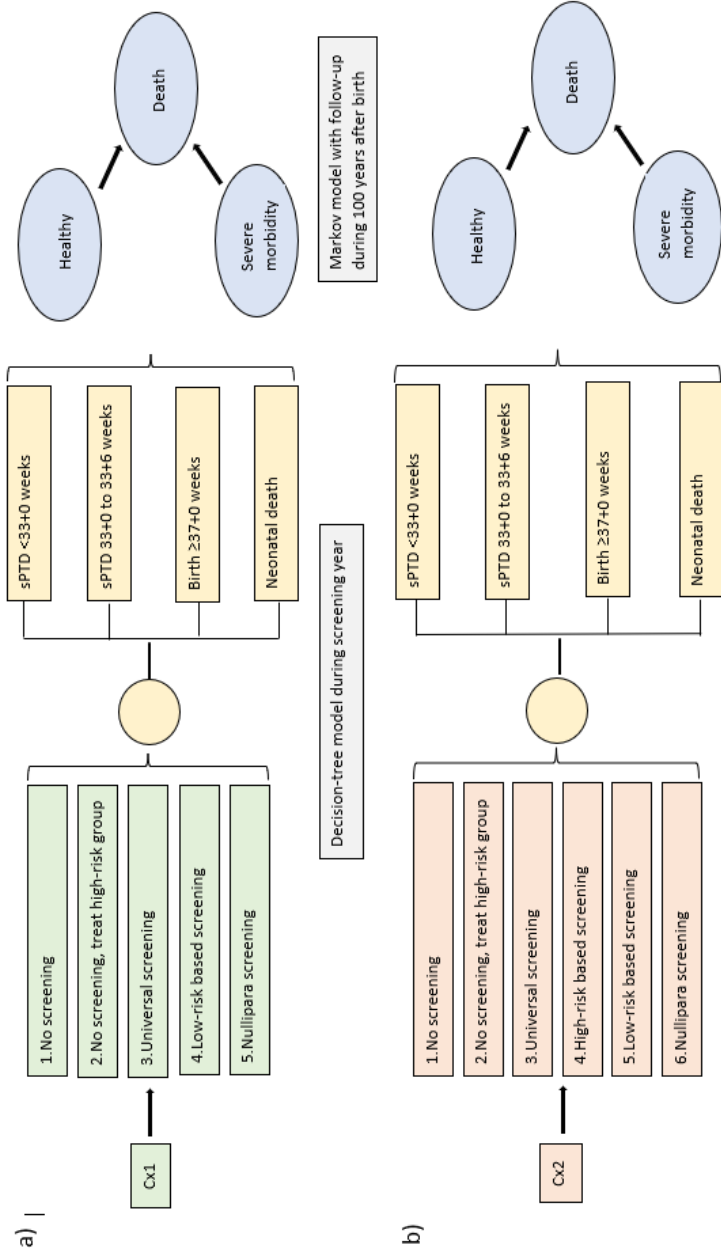 a)
Cx1
1.No screening
2.No screening, treat high-risk group
3.Universal screening
4.Low-risk based screening
5.Nullipara screening
sPTD <33+0 weeks
sPTD 33+0 to 33+6 weeks
Birth ≥37+0 weeks
Neonatal death
Healthy
Severe
morbidity
Death
Decision-tree model during screening year
Markov model with follow-up
during 100 years after birth
b)
Cx2
1.No screening
2.No screening, treat high-risk group
3.Universal screening
4.High-risk based screening
5.Low-risk based screening
6.Nullipara screening
sPTD <33+0 weeks
sPTD 33+0 to 33+6 weeks
Birth ≥37+0 weeks
Neonatal death
Healthy
Severe
morbidity
Death